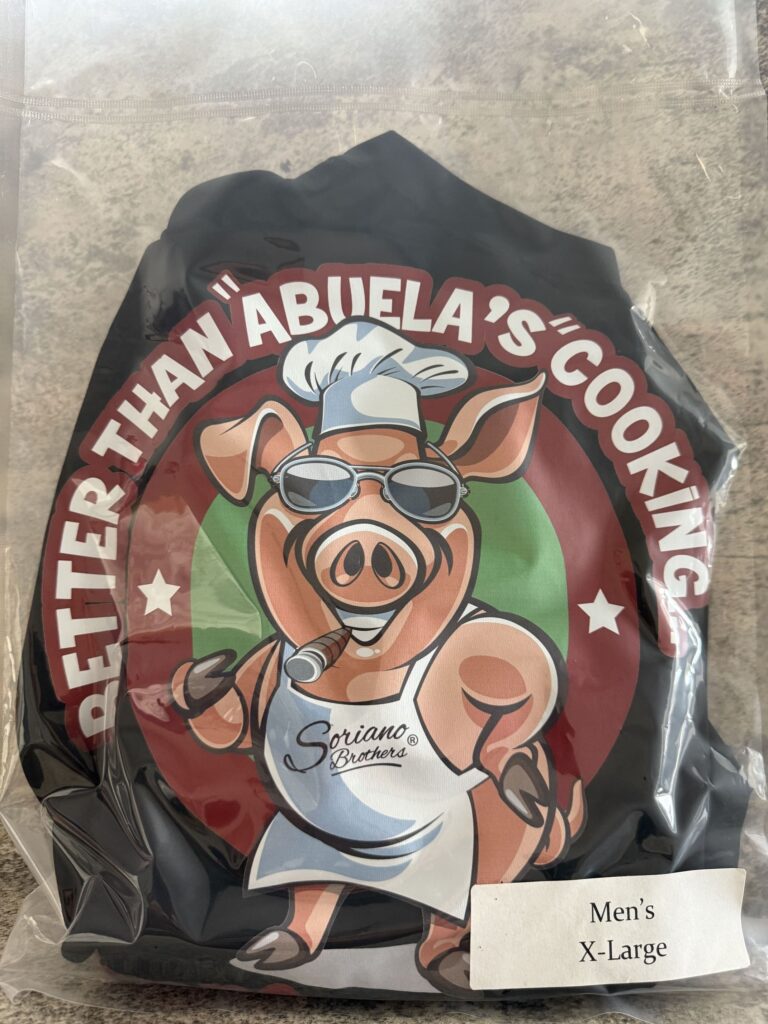 BETTER THAN "ABUELA'S" COOKING
Soriano®
Brothers
Men's
X-Large